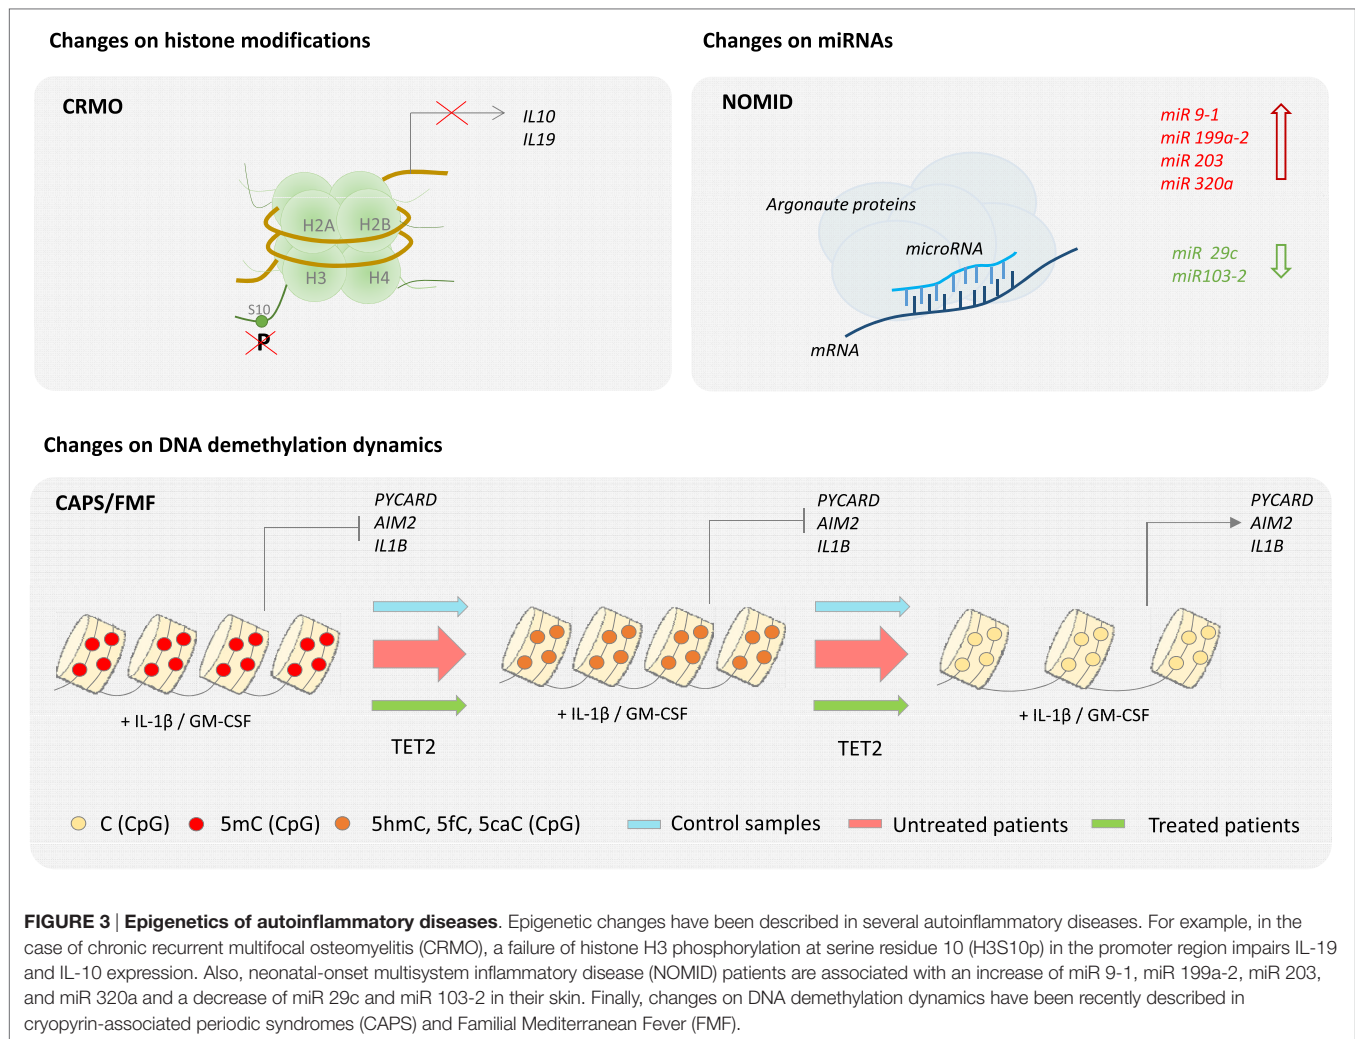 Changes on histone modifications
CRMO
IL10
IL19
H2A
H2B
H3
H4
S10
P
Changes on miRNAs
NOMID
miR 9-1
miR 199a-2
miR 203
miR 320a
Argonaute proteins
microRNA
miR 29c
miR103-2
mRNA
Changes on DNA demethylation dynamics
CAPS/FMF
PYCARD
AIM2
IL1B
PYCARD
AIM2
IL1B
PYCARD
AIM2
IL1B
+ IL-1β / GM-CSF
+ IL-1β / GM-CSF
+ IL-1β / GM-CSF
TET2
TET2
C (CpG)
5mC (CpG)
5hmC, 5fC, 5caC (CpG)
Control samples
Untreated patients
Treated patients
FIGURE 3 | Epigenetics of autoinflammatory diseases. Epigenetic changes have been described in several autoinflammatory diseases. For example, in the
case of chronic recurrent multifocal osteomyelitis (CRMO), a failure of histone H3 phosphorylation at serine residue 10 (H3S10p) in the promoter region impairs IL-19
and IL-10 expression. Also, neonatal-onset multisystem inflammatory disease (NOMID) patients are associated with an increase of miR 9-1, miR 199a-2, miR 203,
and miR 320a and a decrease of miR 29c and miR 103-2 in their skin. Finally, changes on DNA demethylation dynamics have been recently described in
cryopyrin-associated periodic syndromes (CAPS) and Familial Mediterranean Fever (FMF).